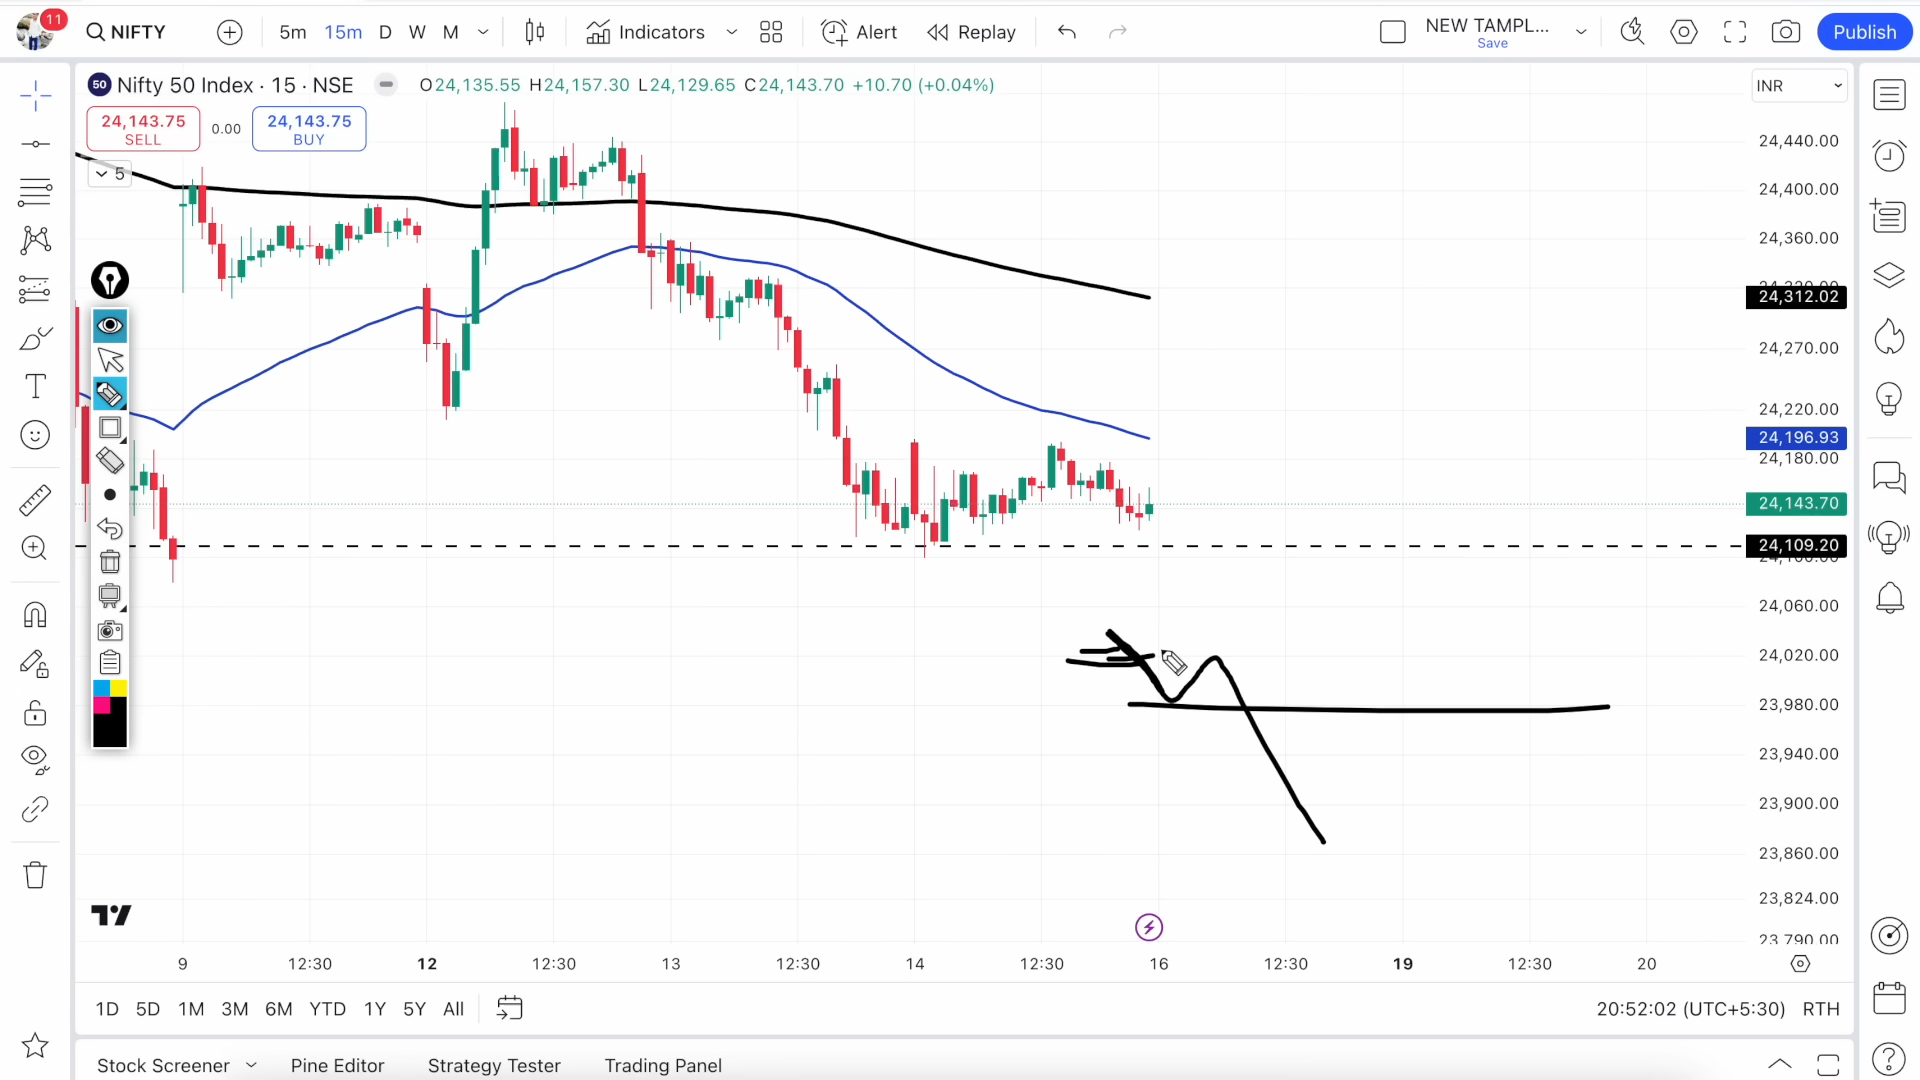 11
NIFTY
5m 15m D W M
Indicators
Alert
Replay
NEW TAMPL...
Save
Publish
50 Nifty 50 Index · 15 · NSE
O24,135.55 H24,157.30 L24,129.65 C24,143.70 +10.70 (+0.04%)
INR
24,143.75
SELL
0.00
24,143.75
BUY
5
24,440.00
24,400.00
24,360.00
24,312.02
24,270.00
24,220.00
24,196.93
24,180.00
24,143.70
24,109.20
24,060.00
24,020.00
23,980.00
23,940.00
23,900.00
23,860.00
23,824.00
23,790.00
9 12:30 12 12:30 13 12:30 14 12:30 16 12:30 19 12:30 20
1D 5D 1M 3M 6M YTD 1Y 5Y All
20:52:02 (UTC+5:30) RTH
Stock Screener Pine Editor Strategy Tester Trading Panel